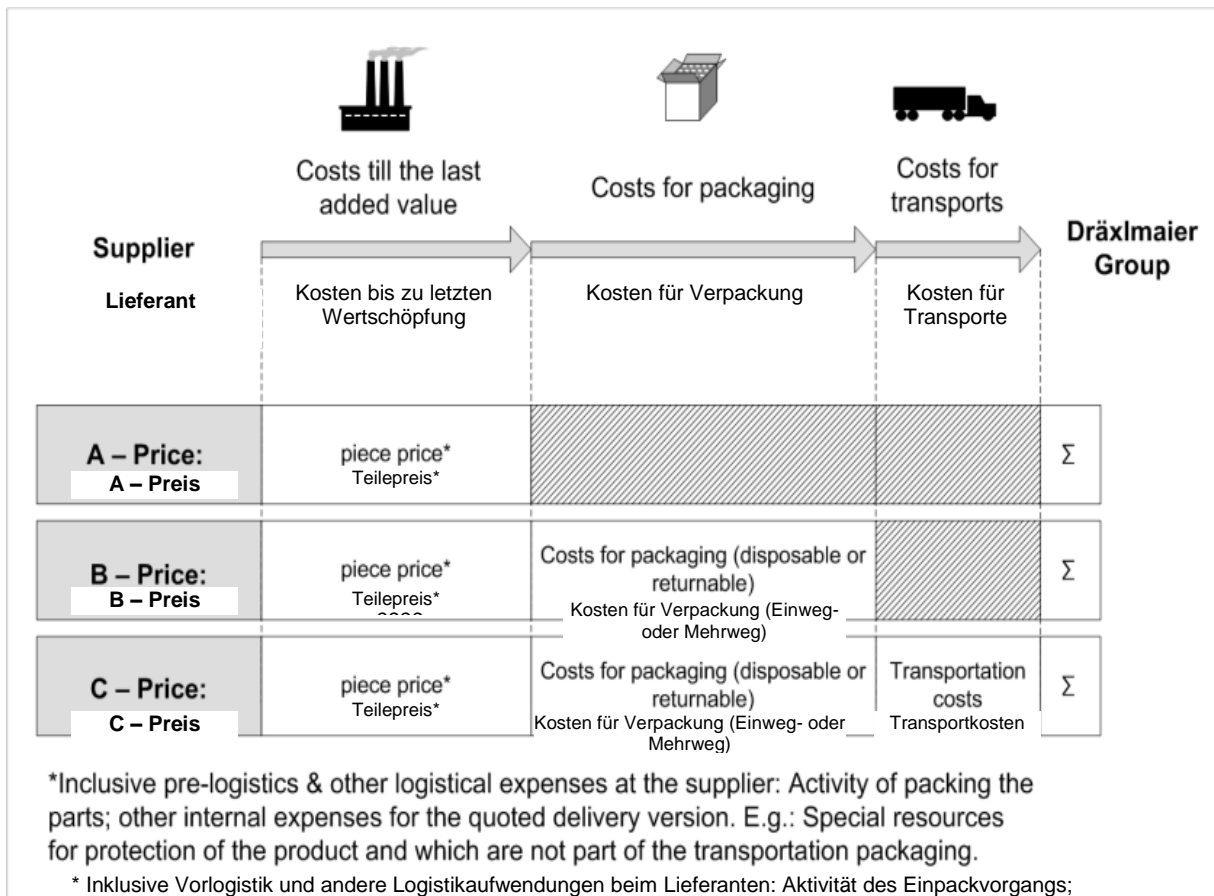 Costs till the last
added value
Costs for packaging
Costs for
transports
Supplier
Dräxlmaier
Group
Lieferant
Kosten bis zu letzten
Wertschöpfung
Kosten für Verpackung
Kosten für
Transporte
A – Price:
A – Preis
piece price*
Teilepreis*
Σ
B – Price:
B – Preis
piece price*
Teilepreis*
Costs for packaging (disposable or
returnable)
Kosten für Verpackung (Einweg-
oder Mehrweg)
Σ
C – Price:
C – Preis
piece price*
Teilepreis*
Costs for packaging (disposable or
returnable)
Kosten für Verpackung (Einweg- oder
Mehrweg)
Transportation
costs
Transportkosten
Σ
*Inclusive pre-logistics & other logistical expenses at the supplier: Activity of packing the
parts; other internal expenses for the quoted delivery version. E.g.: Special resources
for protection of the product and which are not part of the transportation packaging.
* Inklusive Vorlogistik und andere Logistikaufwendungen beim Lieferanten: Aktivität des Einpackvorgangs;